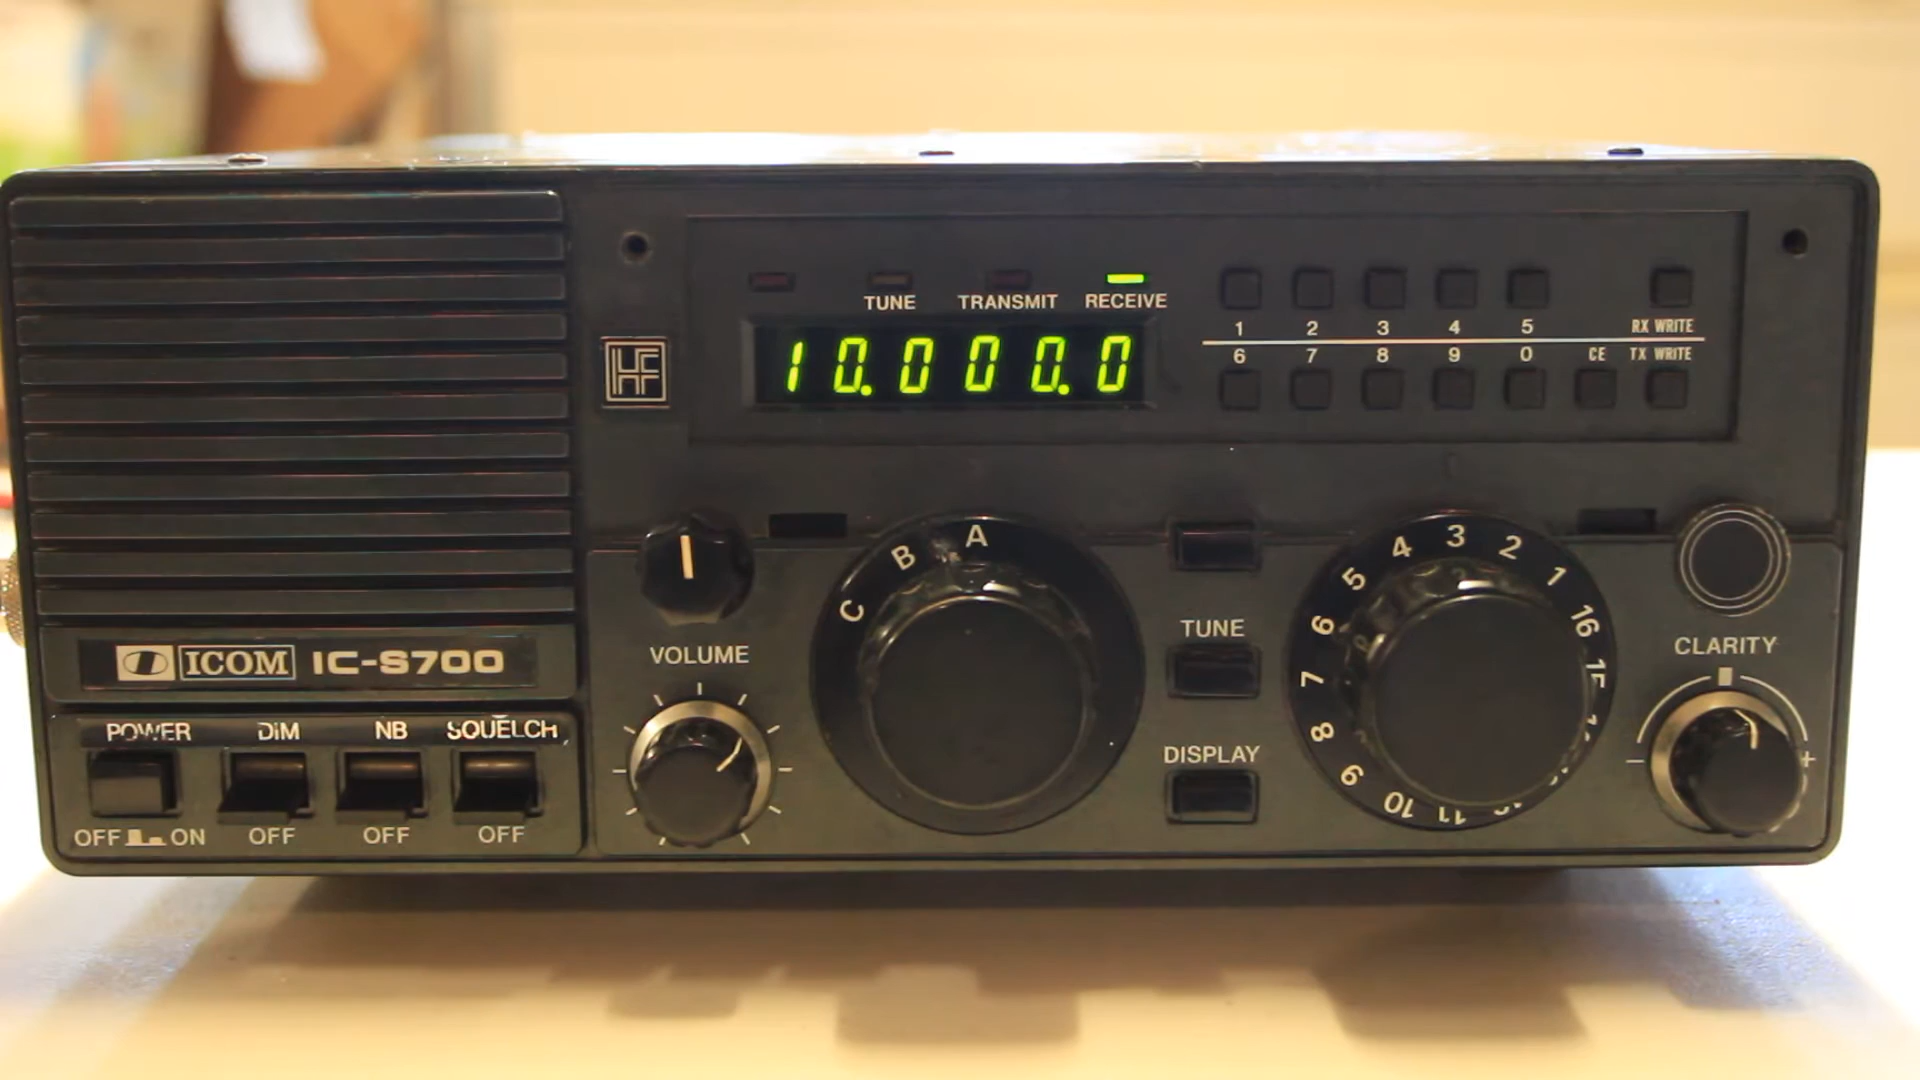 TUNE TRANSMIT RECEIVE
10.000.0
HF
1 2 3 4 5 RX WRITE
6 7 8 9 0 CE TX WRITE
VOLUME
A
B
C
TUNE
DISPLAY
3
4
2
5
1
6
16
7
15
8
9
10
11
CLARITY
- +
ICOM IC-S700
POWER DIM NB SQUELCH
OFF ON OFF OFF OFF